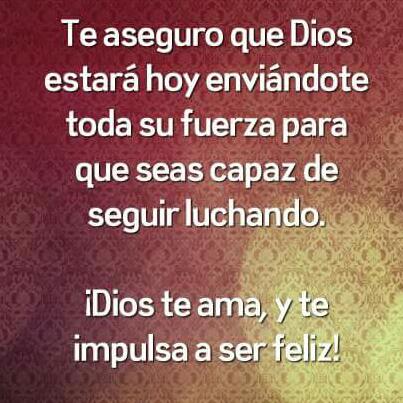 Te aseguro que Dios
estará hoy enviándote
toda su fuerza para
que seas capaz de
seguir luchando.
¡Dios te ama, y te
impulsa a ser feliz!